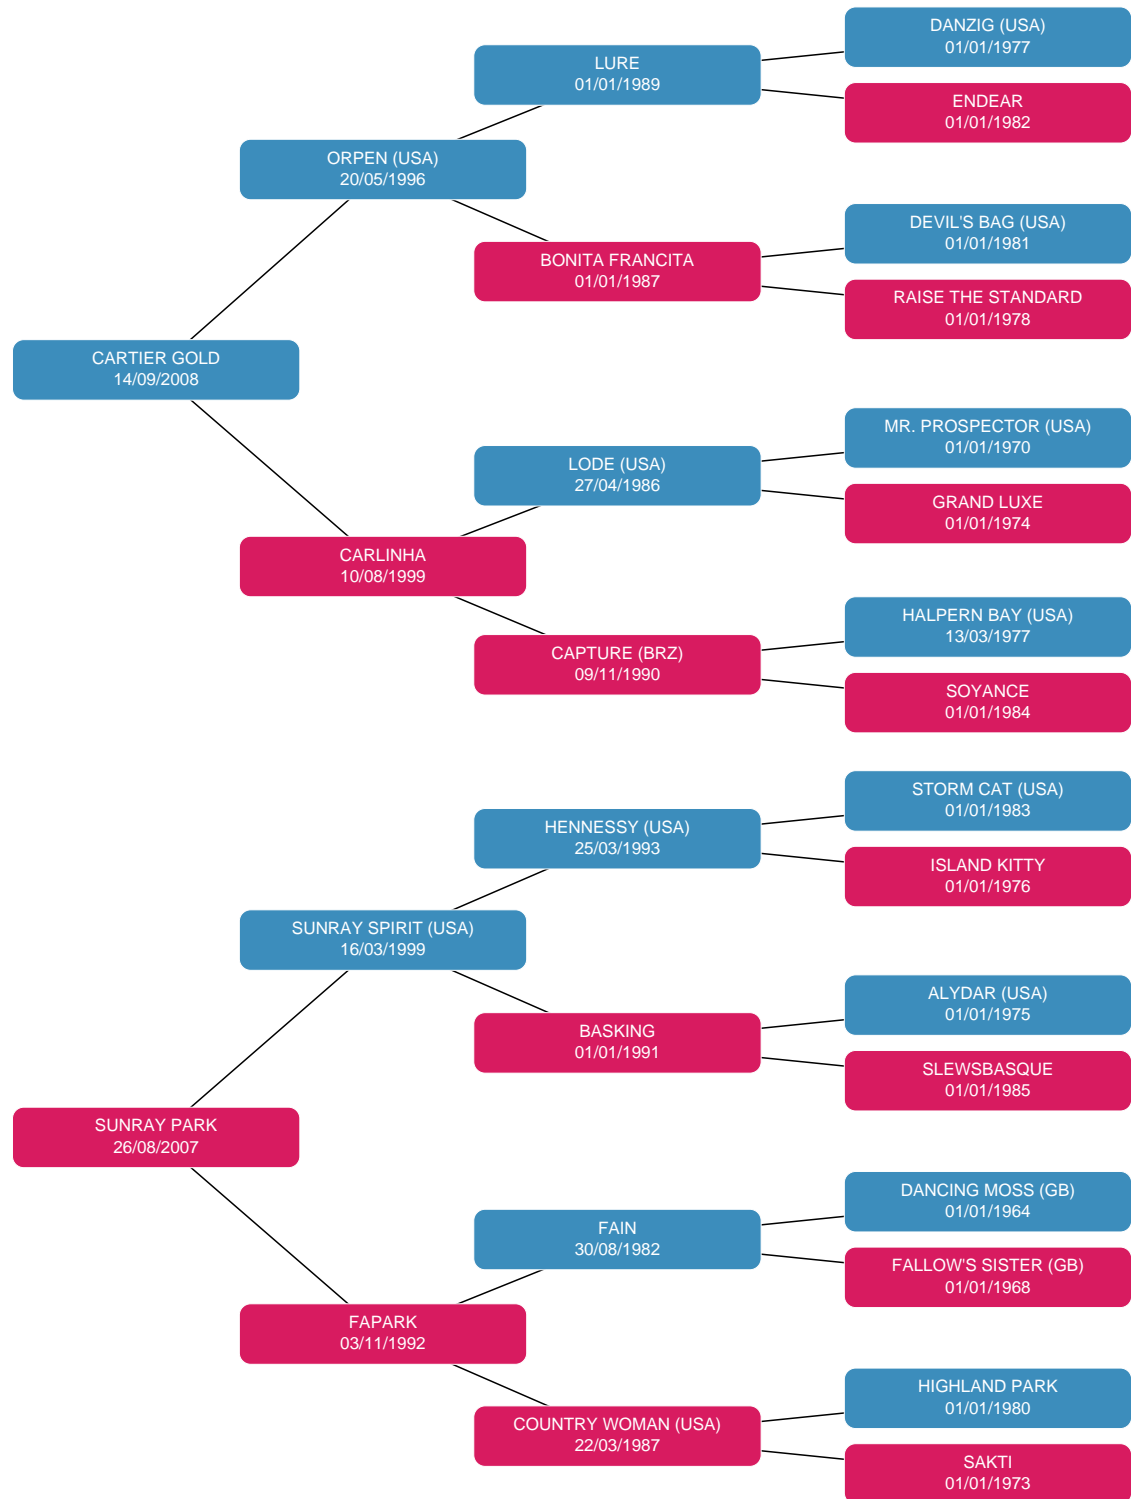 DANZIG (USA)
01/01/1977
LURE
01/01/1989
ENDEAR
01/01/1982
ORPEN (USA)
20/05/1996
DEVIL'S BAG (USA)
01/01/1981
BONITA FRANCITA
01/01/1987
RAISE THE STANDARD
01/01/1978
CARTIER GOLD
14/09/2008
MR. PROSPECTOR (USA)
01/01/1970
LODE (USA)
27/04/1986
GRAND LUXE
01/01/1974
CARLINHA
10/08/1999
HALPERN BAY (USA)
13/03/1977
CAPTURE (BRZ)
09/11/1990
SOYANCE
01/01/1984
STORM CAT (USA)
01/01/1983
HENNESSY (USA)
25/03/1993
ISLAND KITTY
01/01/1976
SUNRAY SPIRIT (USA)
16/03/1999
ALYDAR (USA)
01/01/1975
BASKING
01/01/1991
SLEWSBASQUE
01/01/1985
SUNRAY PARK
26/08/2007
DANCING MOSS (GB)
01/01/1964
FAIN
30/08/1982
FALLOW'S SISTER (GB)
01/01/1968
FAPARK
03/11/1992
HIGHLAND PARK
01/01/1980
COUNTRY WOMAN (USA)
22/03/1987
SAKTI
01/01/1973